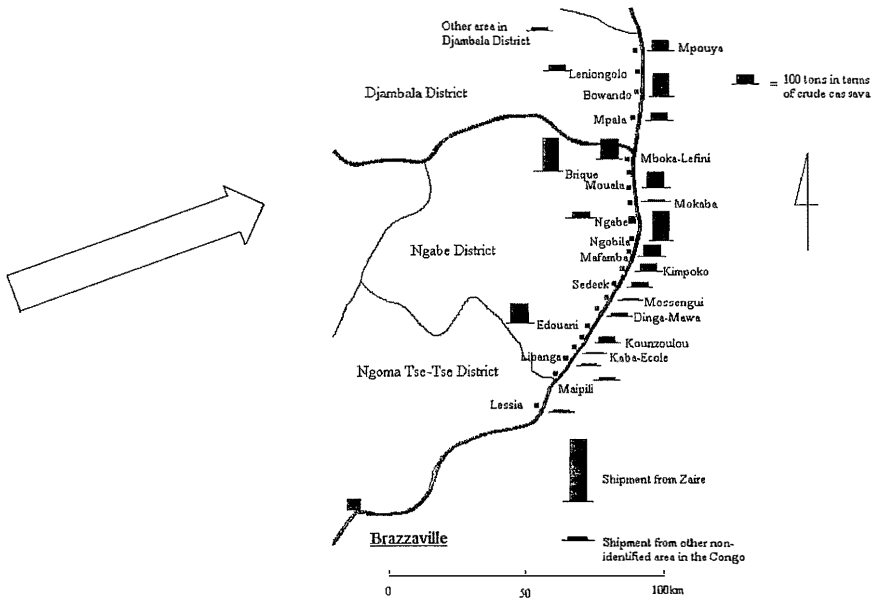 Other area in
Djambala District
Mpouya
Leniongolo
= 100 tons in terms
of crude cassava
Djambala District
Bowando
Mpala
Mboka-Lefini
Brique
Mouala
Mokaba
Ngabe
Ngobila
Ngabe District
Mafamba
Kimpoko
Sedeck
Mossengui
Dinga-Mawa
Edouani
Kounzoulou
Libanga
Kaba-Ecole
Ngoma Tse-Tse District
Maipili
Lessia
Shipment from Zaire
Brazzaville
Shipment from other non-
identified area in the Congo
0 50 100km